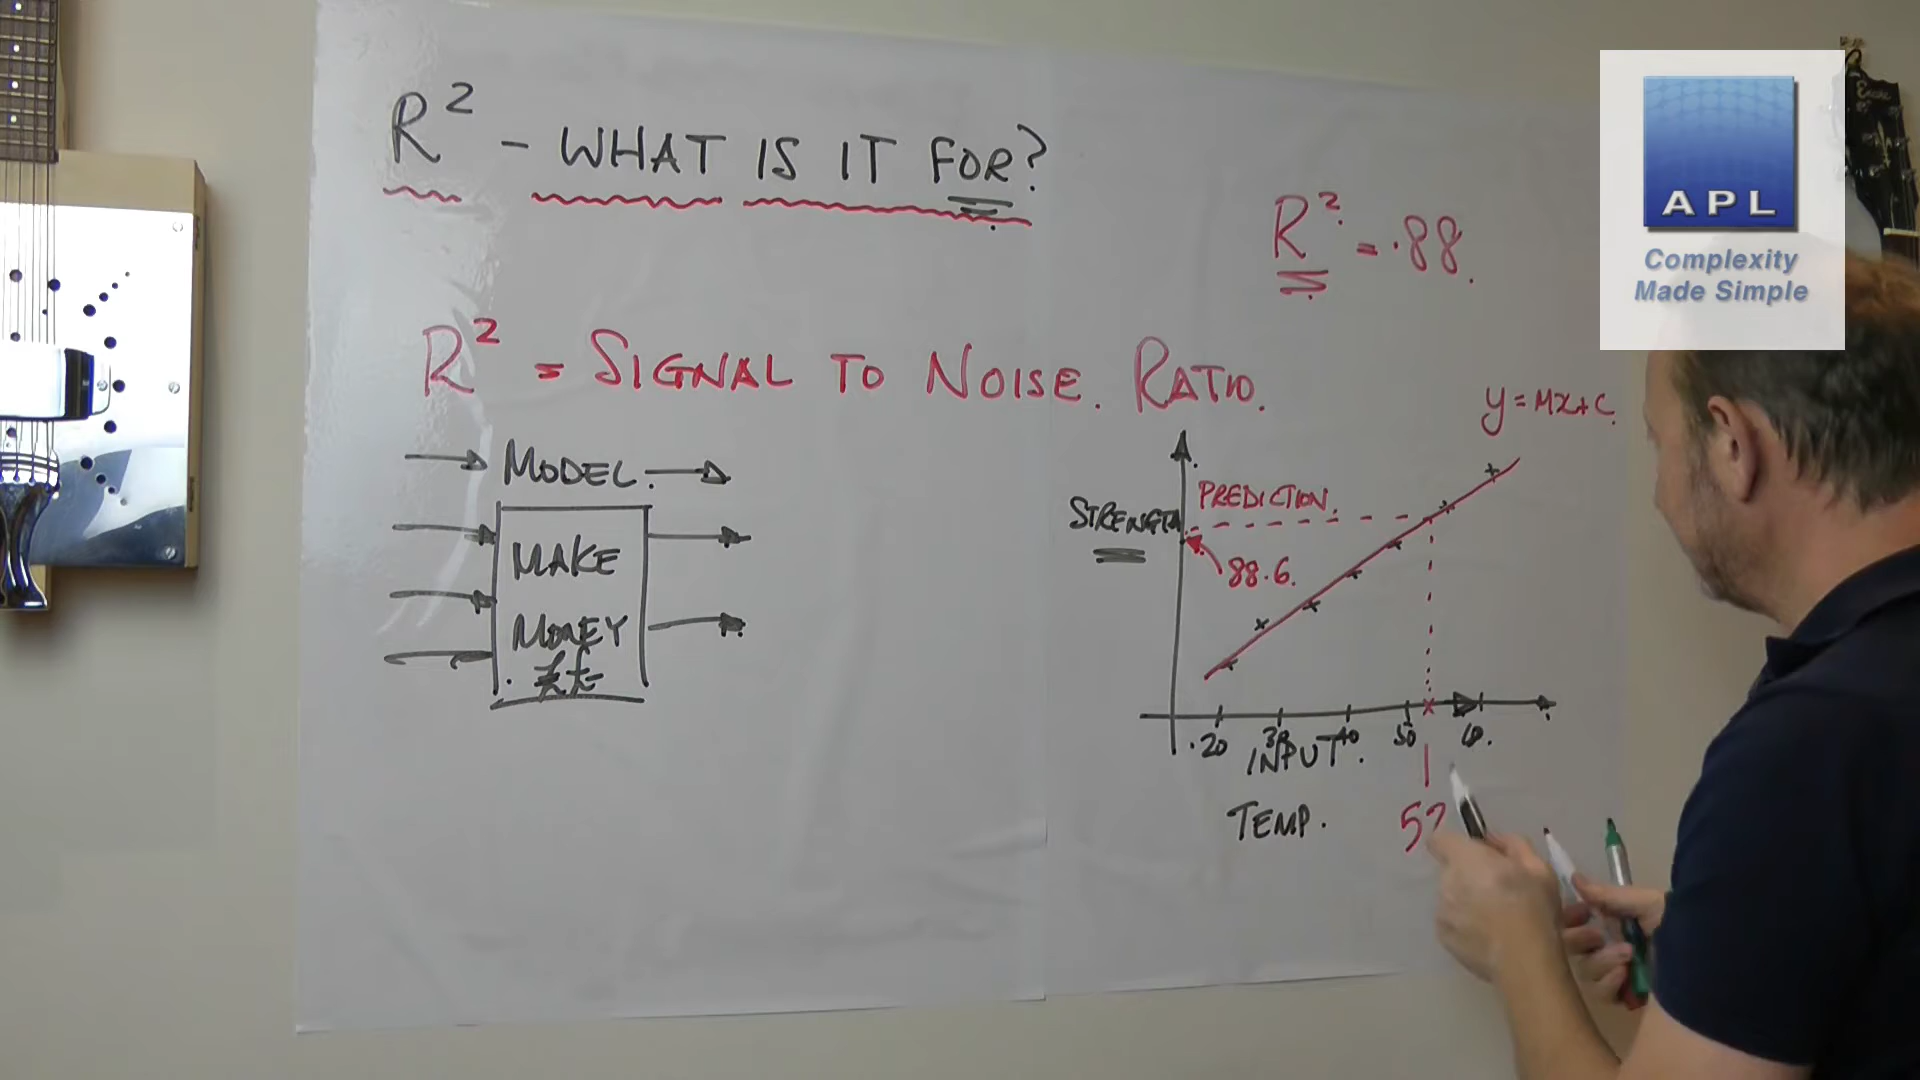 R² - WHAT IS IT FOR?
R² = .88.
R² = SIGNAL TO NOISE. RATIO.
MODEL.
MAKE
MONEY
££
y = Mx + C.
STRENGTH
PREDICTION.
88.6.
.20 30 40 50 60.
INPUT.
TEMP.
APL
Complexity
Made Simple